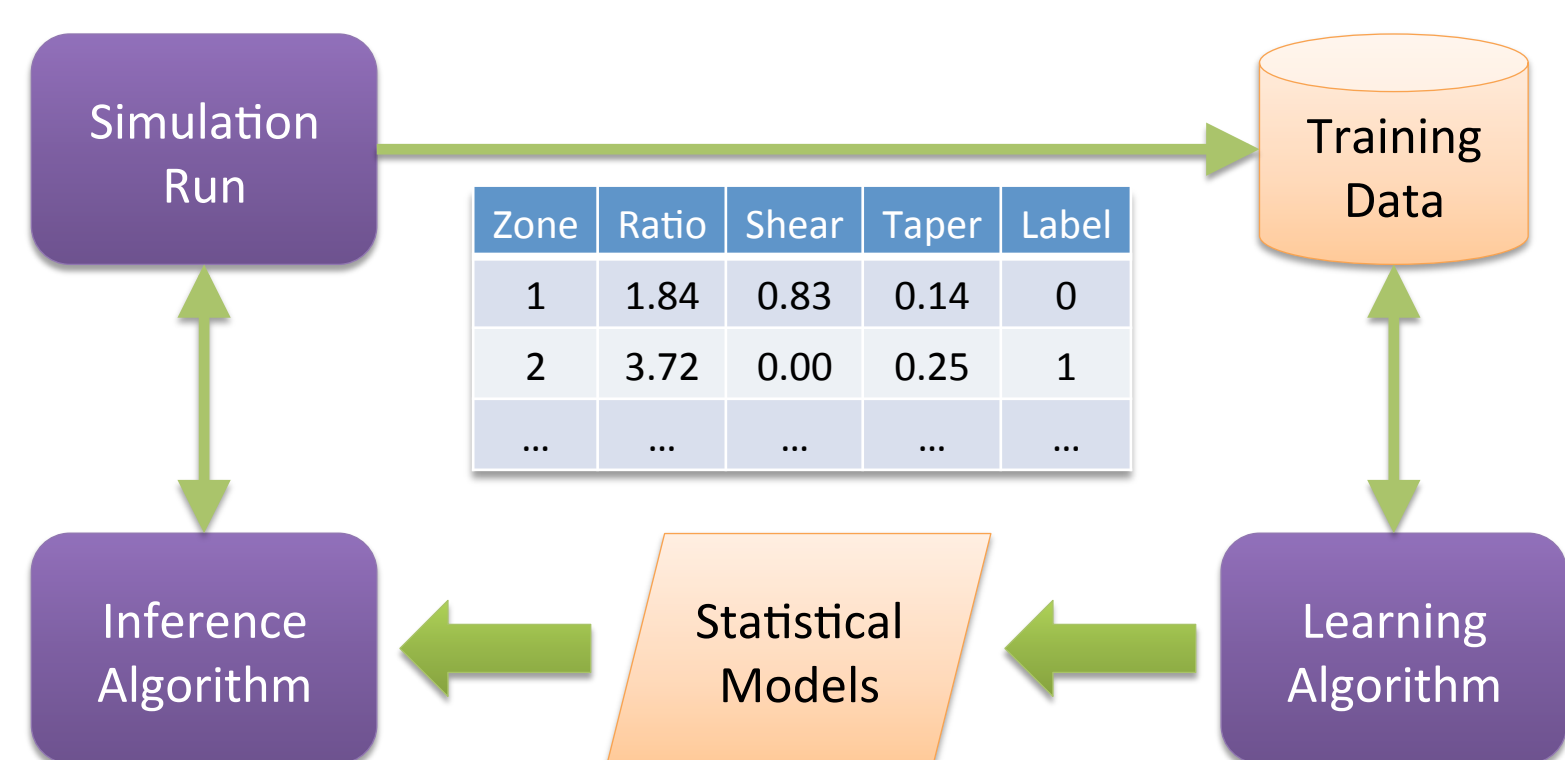 Simulation
Run
Training
Data
Zone Ratio Shear Taper Label
1 1.84 0.83 0.14 0
2 3.72 0.00 0.25 1
... ... ... ... ...
Inference
Algorithm
Statistical
Models
Learning
Algorithm